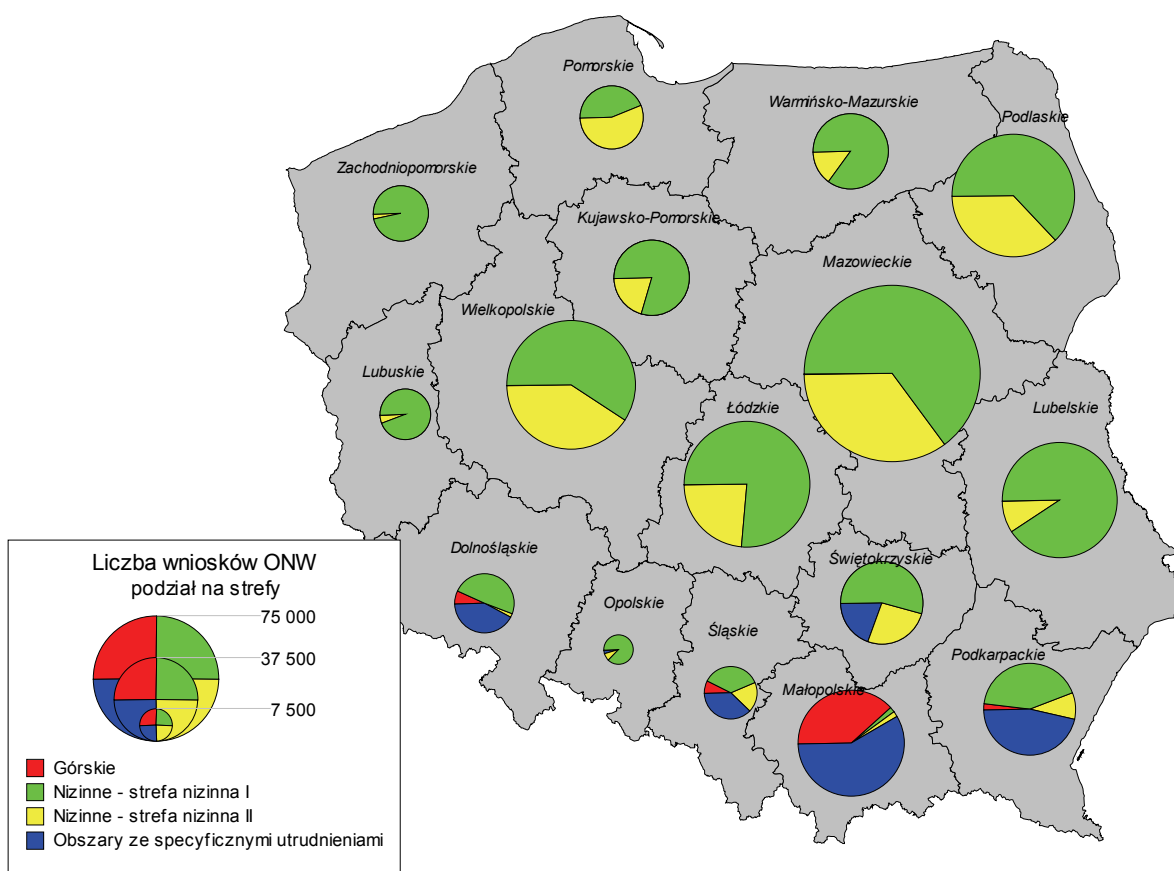 Pomorskie
Warmińsko-Mazurskie
Podlaskie
Zachodniopomorskie
Kujawsko-Pomorskie
Mazowieckie
Wielkopolskie
Lubuskie
Łódzkie
Lubelskie
Dolnośląskie
Świętokrzyskie
Opolskie
Śląskie
Podkarpackie
Małopolskie
Liczba wniosków ONW
podział na strefy
75 000
37 500
7 500
Górskie
Nizinne - strefa nizinna I
Nizinne - strefa nizinna II
Obszary ze specyficznymi utrudnieniami